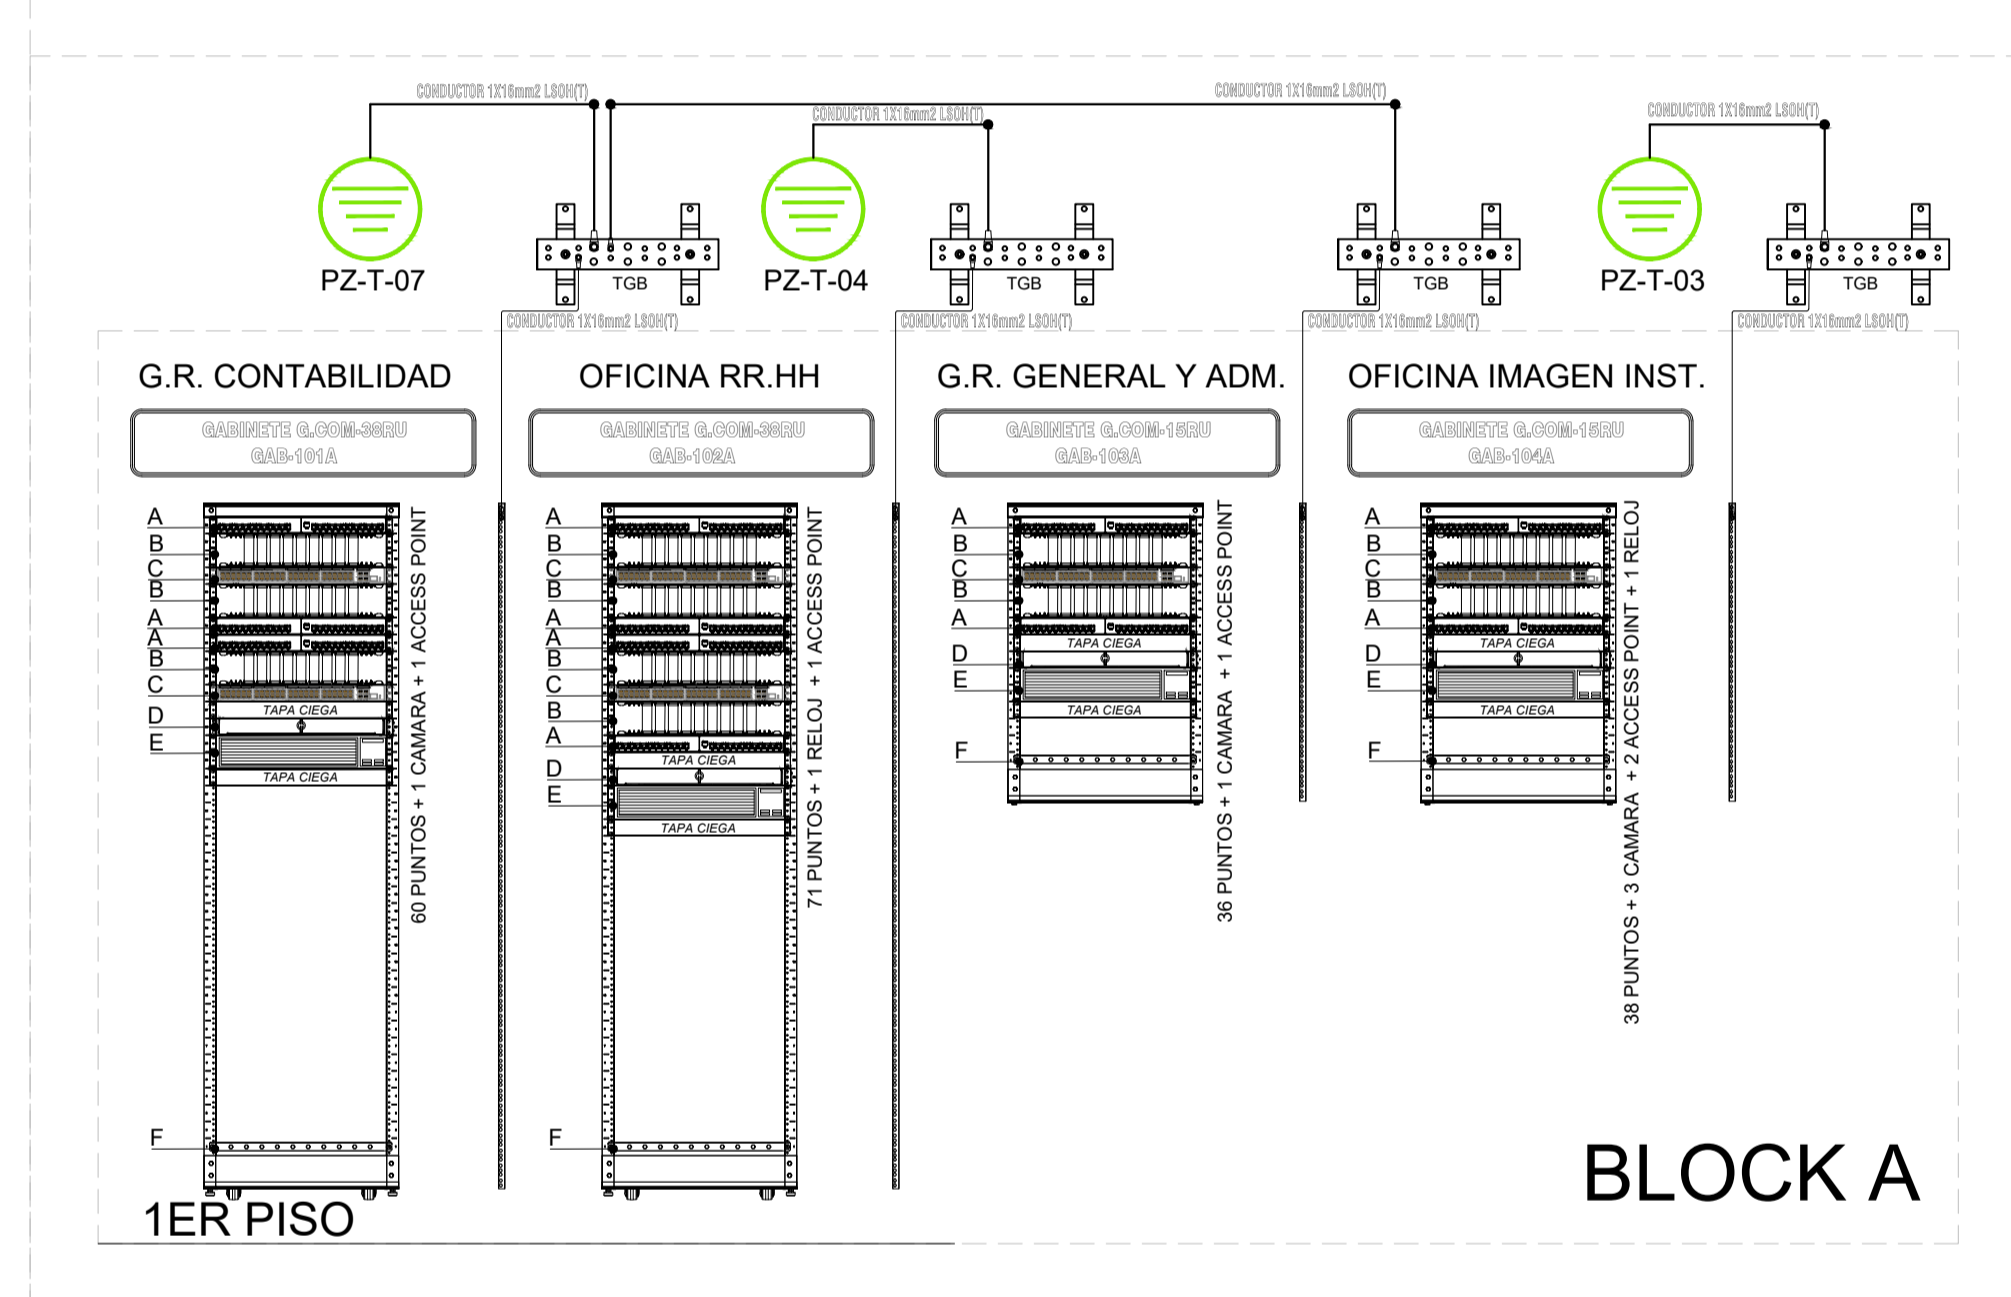 CONDUCTOR 1X16mm2 LSOH(T)
CONDUCTOR 1X16mm2 LSOH(T)
CONDUCTOR 1X16mm2 LSOH(T)
CONDUCTOR 1X16mm2 LSOH(T)
PZ-T-07
TGB
PZ-T-04
TGB
TGB
PZ-T-03
TGB
CONDUCTOR 1X16mm2 LSOH(T)
CONDUCTOR 1X16mm2 LSOH(T)
CONDUCTOR 1X16mm2 LSOH(T)
CONDUCTOR 1X16mm2 LSOH(T)
G.R. CONTABILIDAD
GABINETE G.COM-38RU
GAB-101A
A
B
C
B
A
A
B
C
TAPA CIEGA
D
E
TAPA CIEGA
F
60 PUNTOS + 1 CAMARA + 1 ACCESS POINT
OFICINA RR.HH
GABINETE G.COM-38RU
GAB-102A
A
B
C
B
A
A
B
C
B
A
TAPA CIEGA
D
E
TAPA CIEGA
F
71 PUNTOS + 1 RELOJ + 1 ACCESS POINT
G.R. GENERAL Y ADM.
GABINETE G.COM-15RU
GAB-103A
A
B
C
B
A
TAPA CIEGA
D
E
TAPA CIEGA
F
36 PUNTOS + 1 CAMARA + 1 ACCESS POINT
OFICINA IMAGEN INST.
GABINETE G.COM-15RU
GAB-104A
A
B
C
B
A
TAPA CIEGA
D
E
TAPA CIEGA
F
38 PUNTOS + 3 CAMARA + 2 ACCESS POINT + 1 RELOJ
BLOCK A
1ER PISO